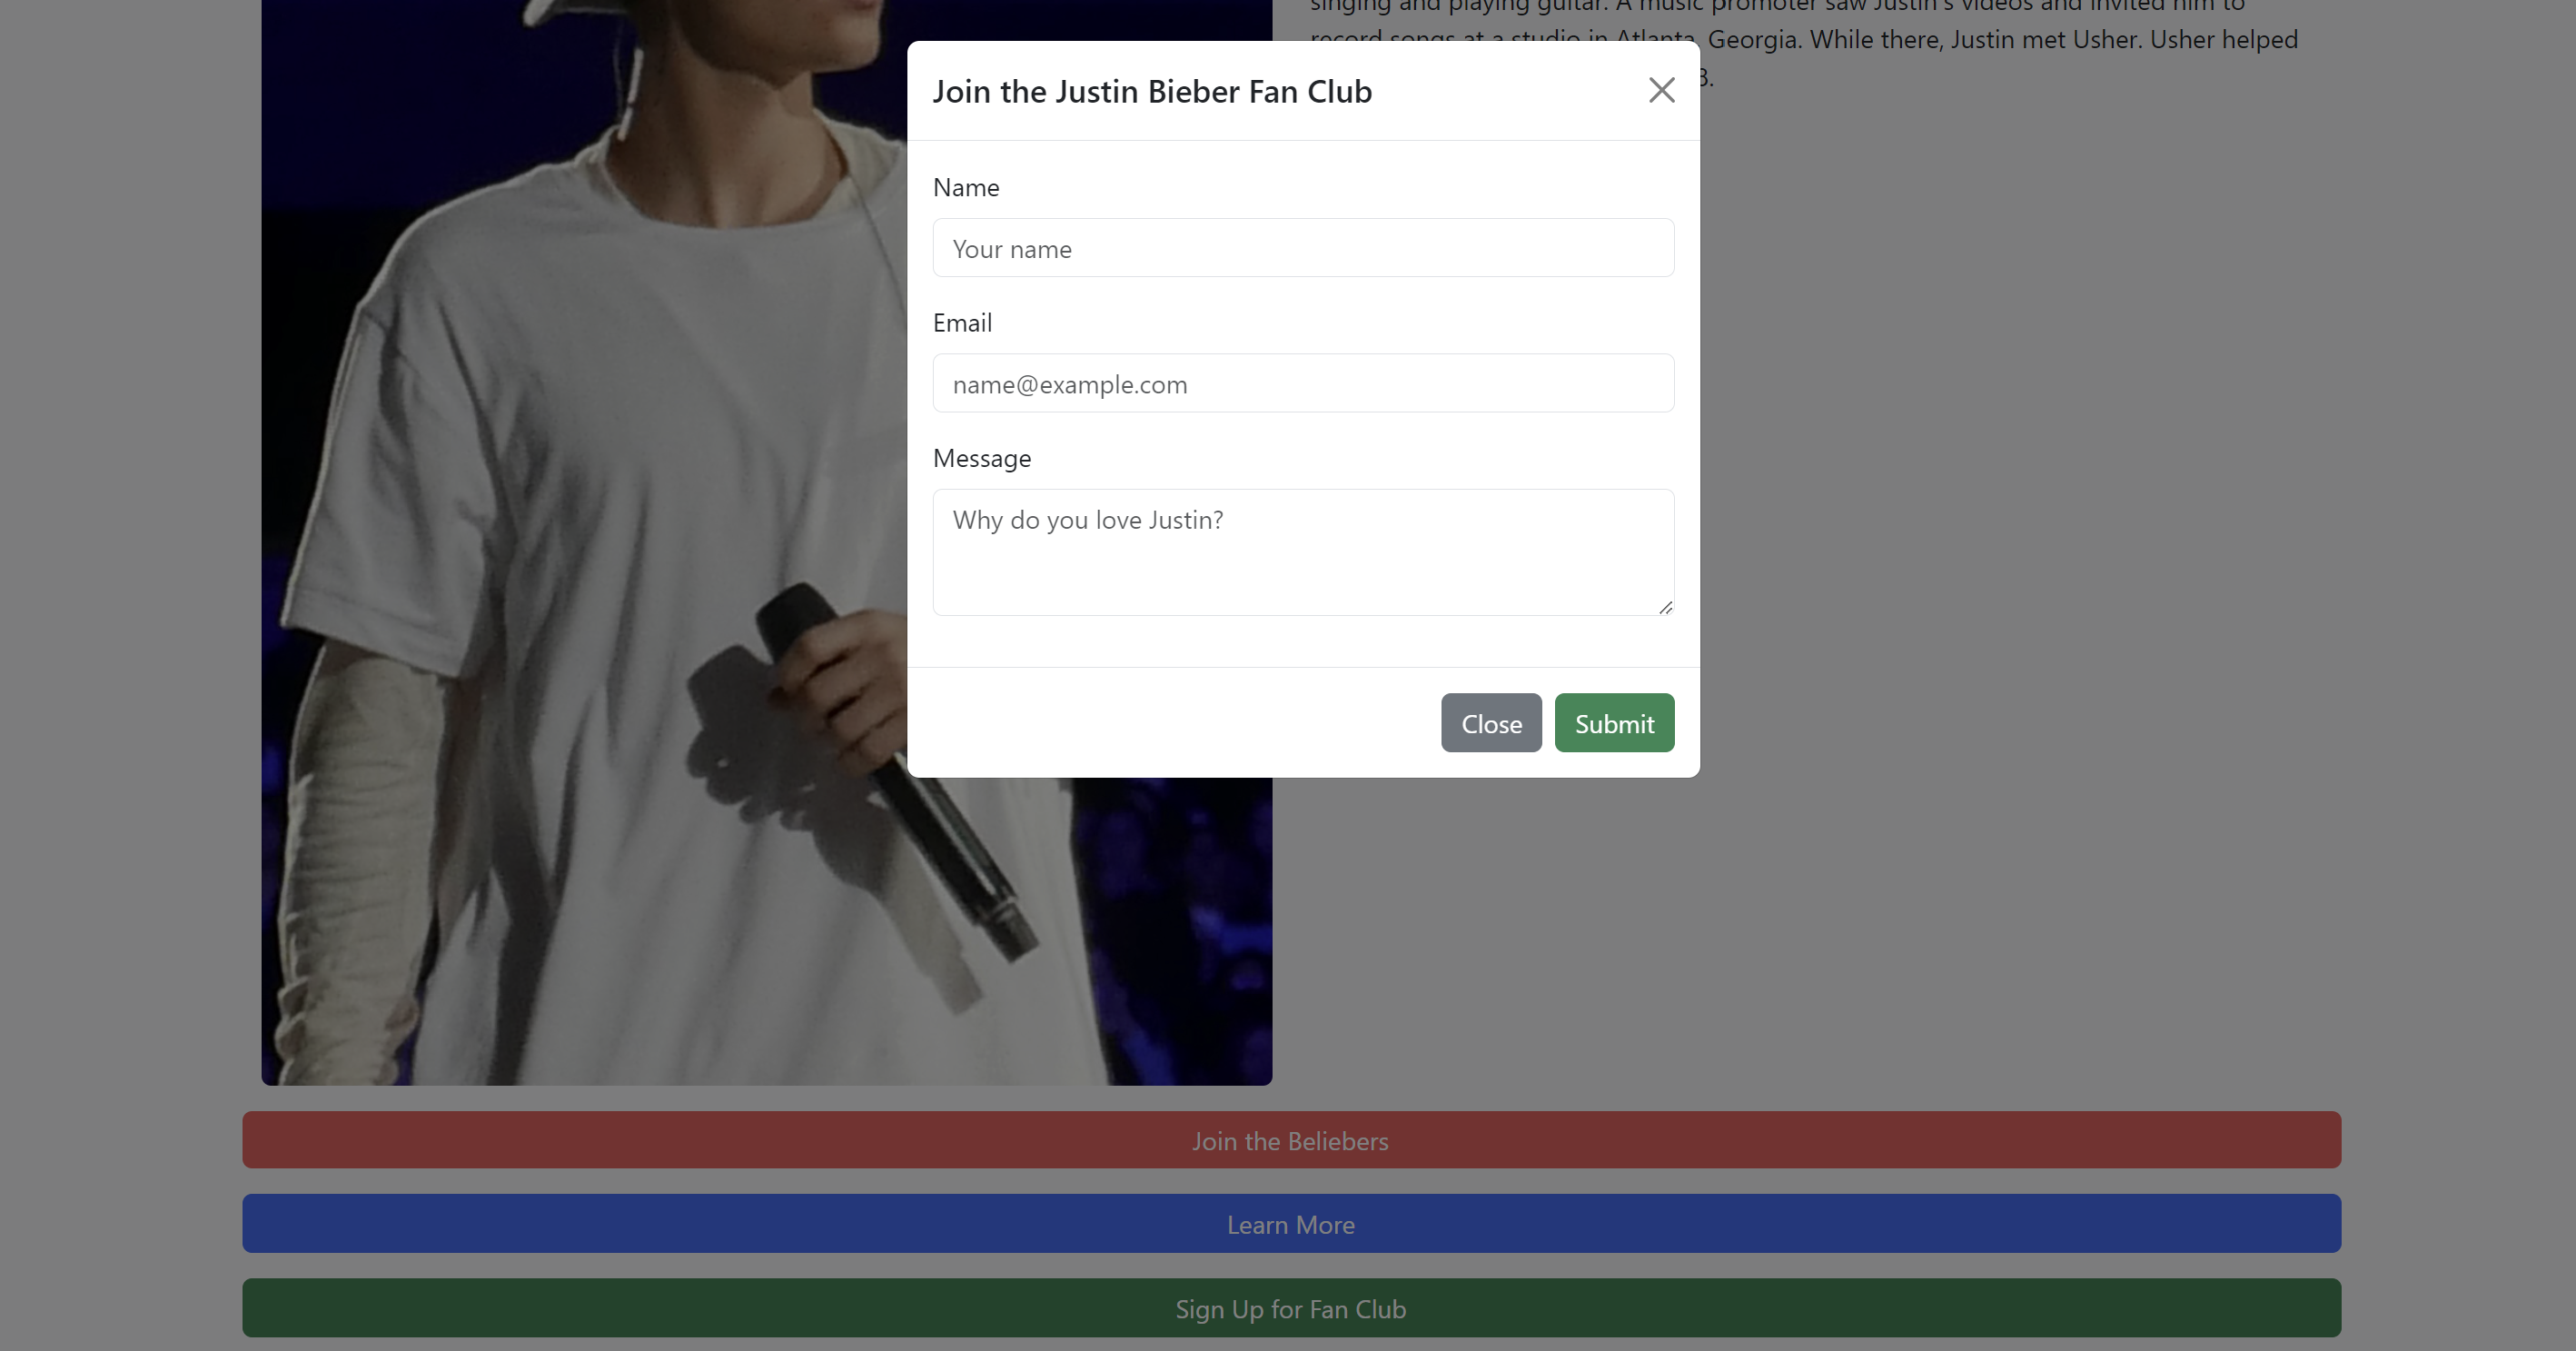 singing and playing guitar. A music promoter saw Justin's videos and invited him to
record songs at a studio in Atlanta, Georgia. While there, Justin met Usher. Usher helped
3.
Join the Justin Bieber Fan Club
Name
Your name
Email
name@example.com
Message
Why do you love Justin?
Close
Submit
Join the Beliebers
Learn More
Sign Up for Fan Club